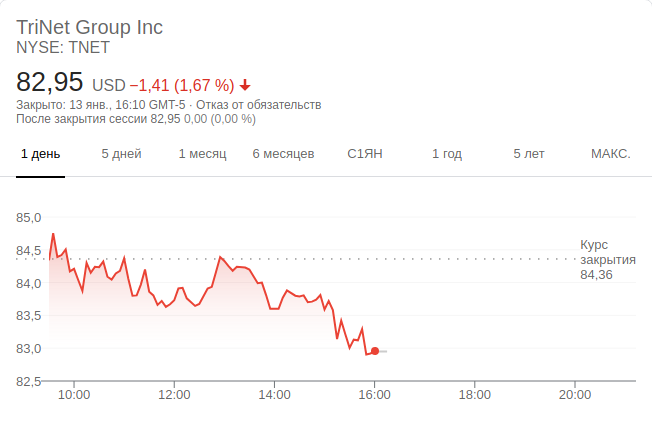 TriNet Group Inc
NYSE: TNET
82,95 USD −1,41 (1,67 %)
Закрыто: 13 янв., 16:10 GMT-5 · Отказ от обязательств
После закрытия сессии 82,95 0,00 (0,00 %)
1 день 5 дней 1 месяц 6 месяцев С1ЯН 1 год 5 лет МАКС.
85,0
84,5
84,0
83,5
83,0
82,5
Курс
закрытия
84,36
10:00 12:00 14:00 16:00 18:00 20:00